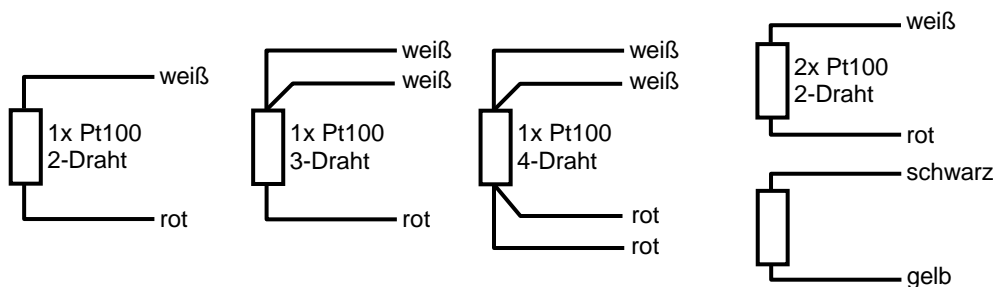 weiß
1x Pt100
2-Draht
rot
weiß
weiß
1x Pt100
3-Draht
rot
weiß
weiß
1x Pt100
4-Draht
rot
rot
weiß
2x Pt100
2-Draht
rot
schwarz
gelb